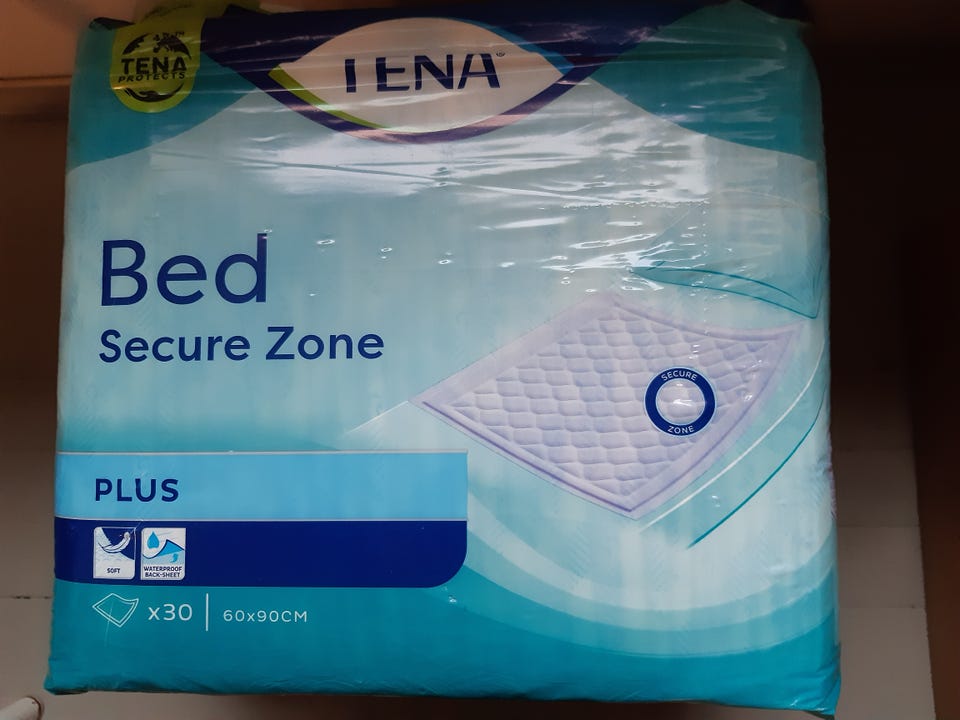 TENA
PROTECTS
TENA®
Bed
Secure Zone
SECURE
ZONE
PLUS
SOFT
WATERPROOF
BACK-SHEET
x30 | 60x90CM